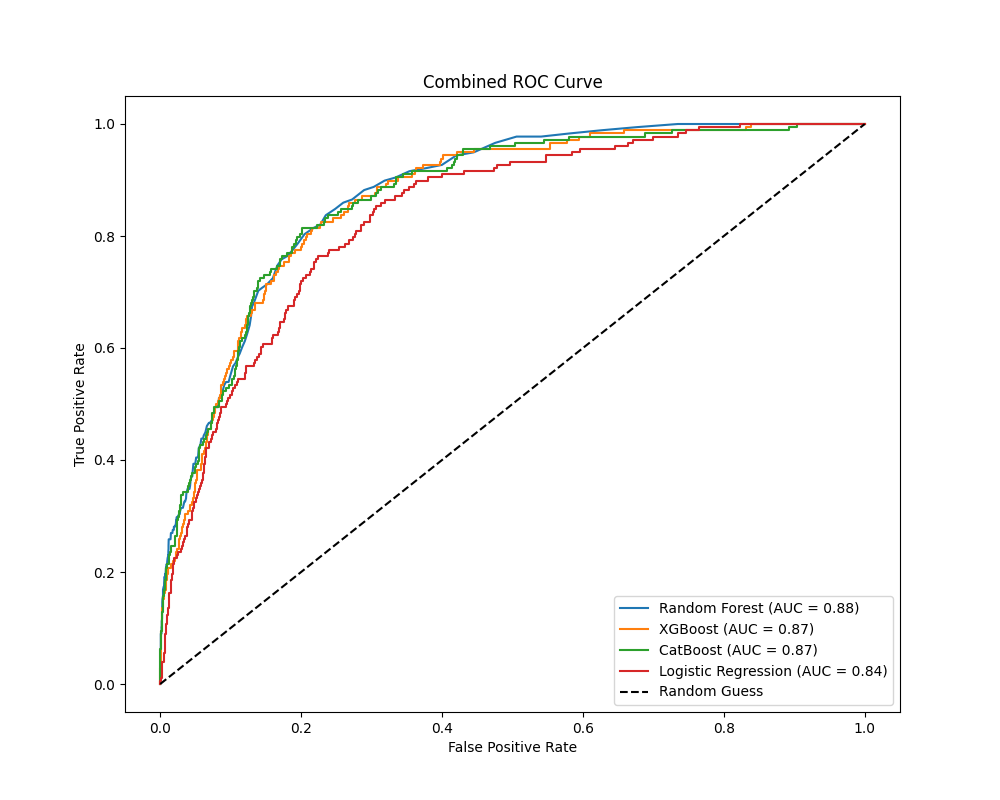 Combined ROC Curve
True Positive Rate
1.0
0.8
0.6
0.4
0.2
0.0
Random Forest (AUC = 0.88)
XGBoost (AUC = 0.87)
CatBoost (AUC = 0.87)
Logistic Regression (AUC = 0.84)
Random Guess
0.0 0.2 0.4 0.6 0.8 1.0
False Positive Rate